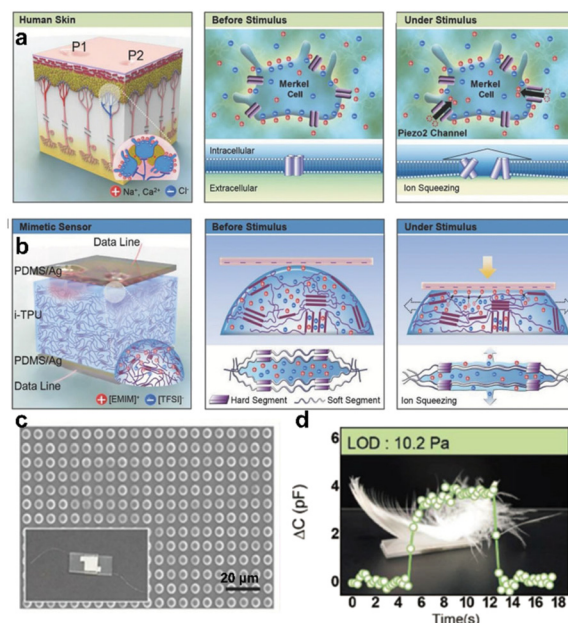 Human Skin
Before Stimulus
Under Stimulus
a
P1
P2
Merkel
Cell
Merkel
Cell
Piezo2 Channel
Intracellular
Extracellular
Ion Squeezing
Na⁺, Ca²⁺
Cl⁻
Mimetic Sensor
Before Stimulus
Under Stimulus
b
Data Line
PDMS/Ag
i-TPU
PDMS/Ag
Data Line
[EMIM]⁺
[TFSI]⁻
Hard Segment
Soft Segment
Ion Squeezing
c
20 µm
d
LOD : 10.2 Pa
6
4
2
0
ΔC (pF)
0 2 4 6 8 10 12 14 16 18
Time(s)